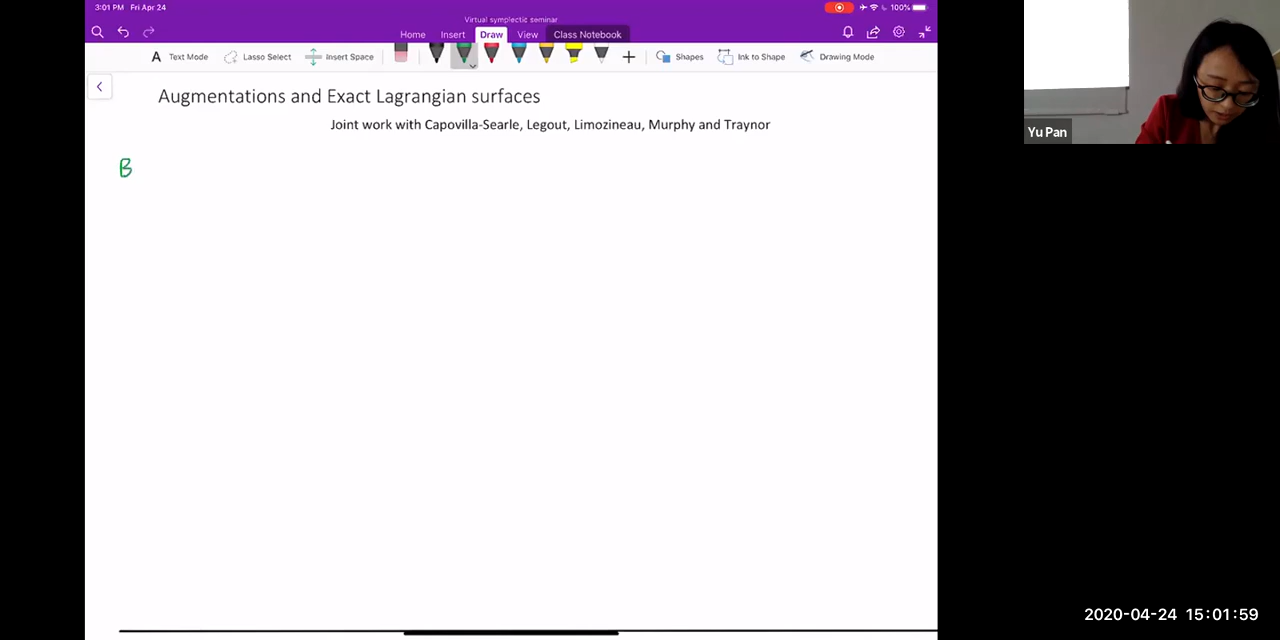 3:01 PM Fri Apr 24
100%
Virtual symplectic seminar
Home Insert Draw View Class Notebook
Text Mode Lasso Select Insert Space Shapes Ink to Shape Drawing Mode
Augmentations and Exact Lagrangian surfaces
Joint work with Capovilla-Searle, Legout, Limozineau, Murphy and Traynor
B
Yu Pan
2020-04-24 15:01:59